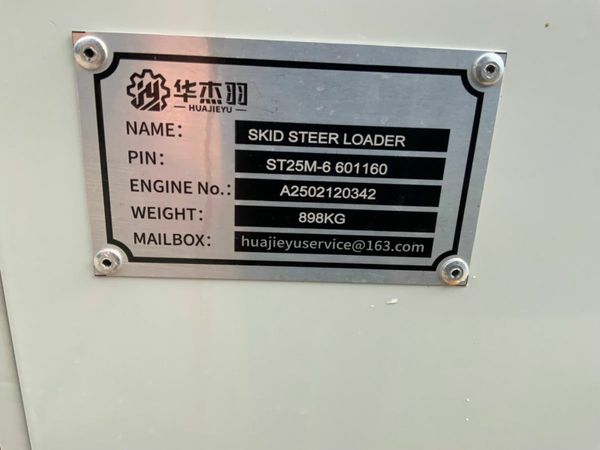 华杰羽
HUAJIEYU
NAME: SKID STEER LOADER
PIN: ST25M-6 601160
ENGINE No.: A2502120342
WEIGHT: 898KG
MAILBOX: huajieyuservice@163.com